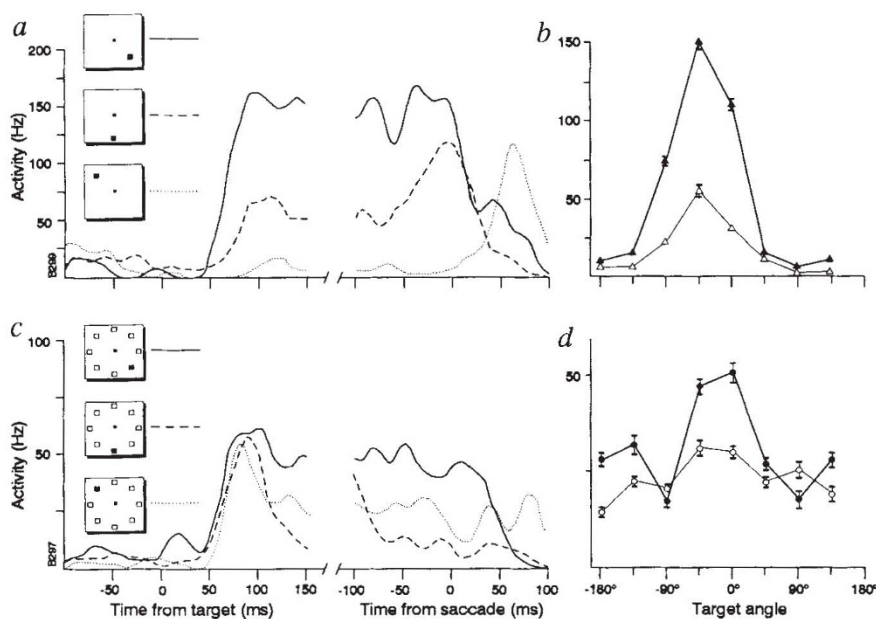 a
200
150
100
50
Activity (Hz)
B299
b
150
100
50
c
100
50
Activity (Hz)
B297
-50 0 50 100 150
Time from target (ms)
-100 -50 0 50 100
Time from saccade (ms)
d
50
-180° -90° 0° 90° 180°
Target angle